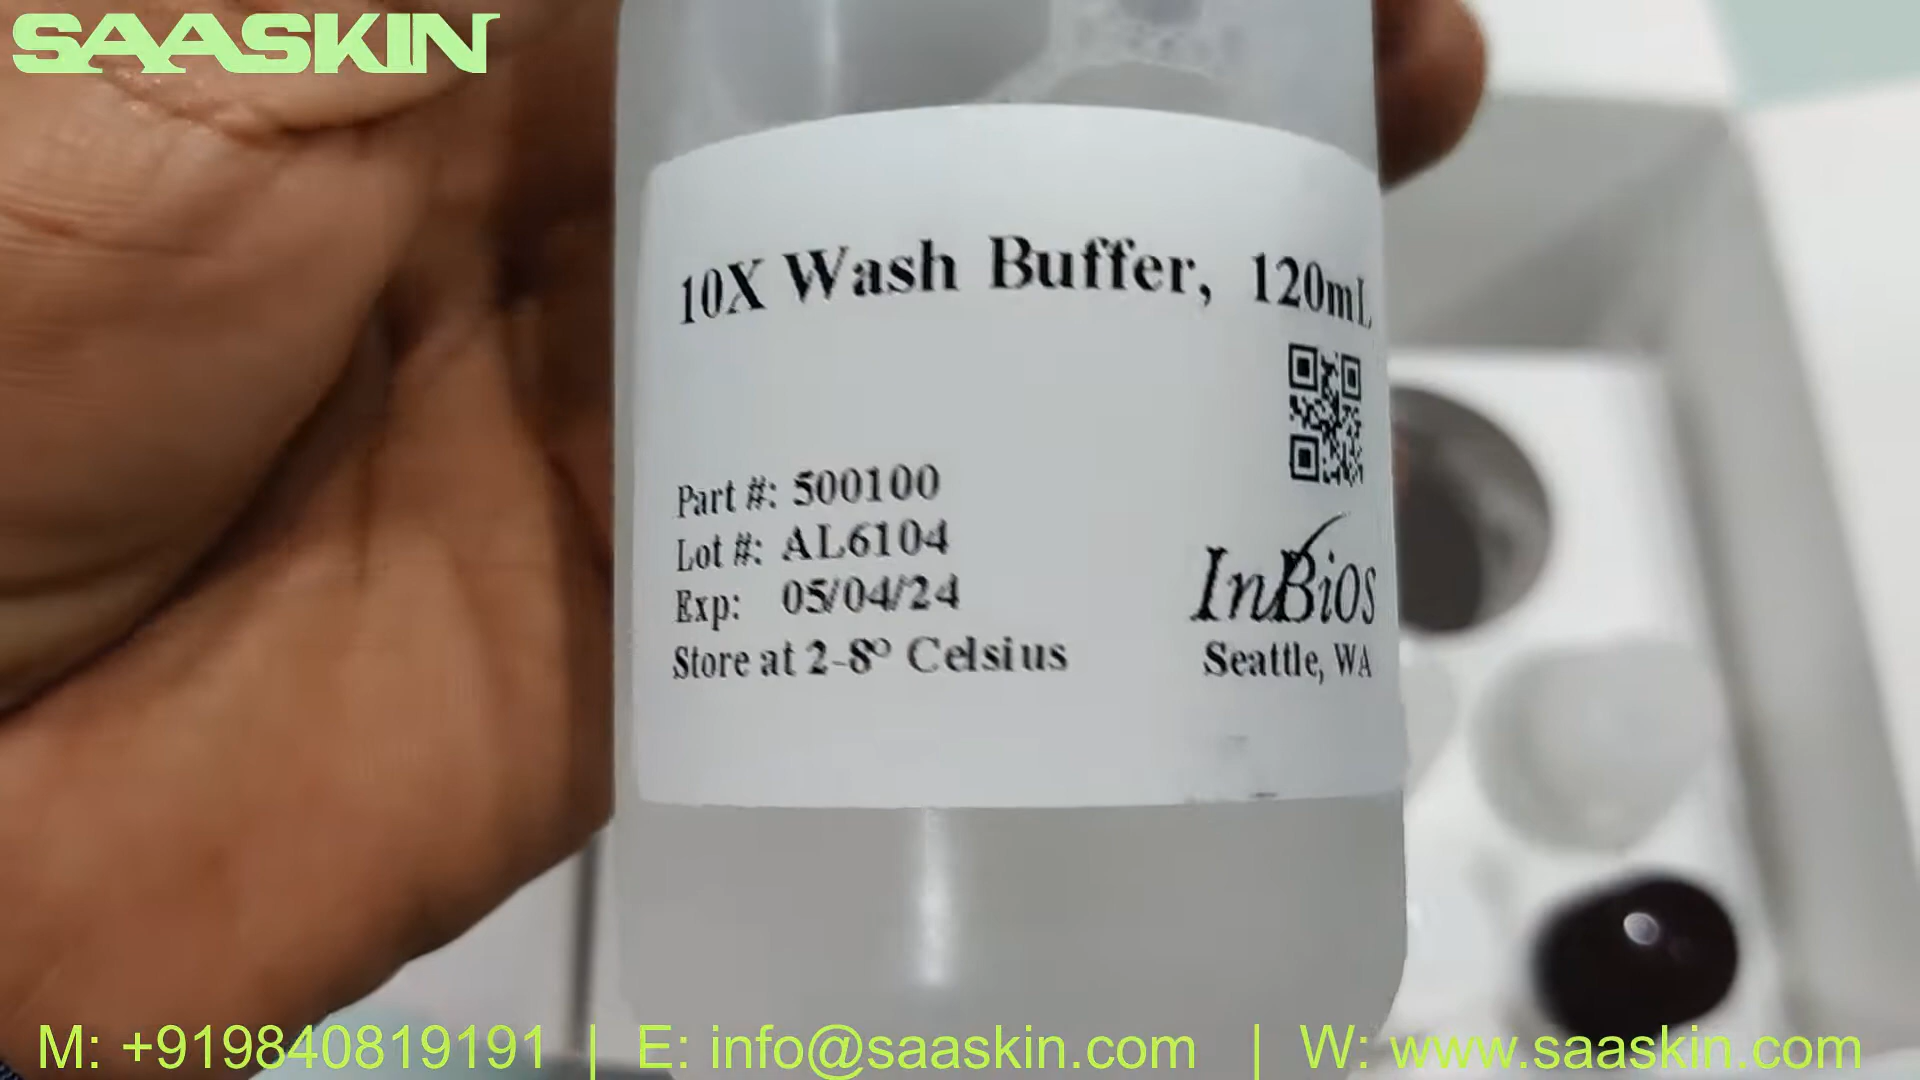 SAASKIN
10X Wash Buffer, 120mL
Part #: 500100
Lot #: AL6104
Exp: 05/04/24
Store at 2-8° Celsius
InBios
Seattle, WA
M: +919840819191 | E: info@saaskin.com | W: www.saaskin.com